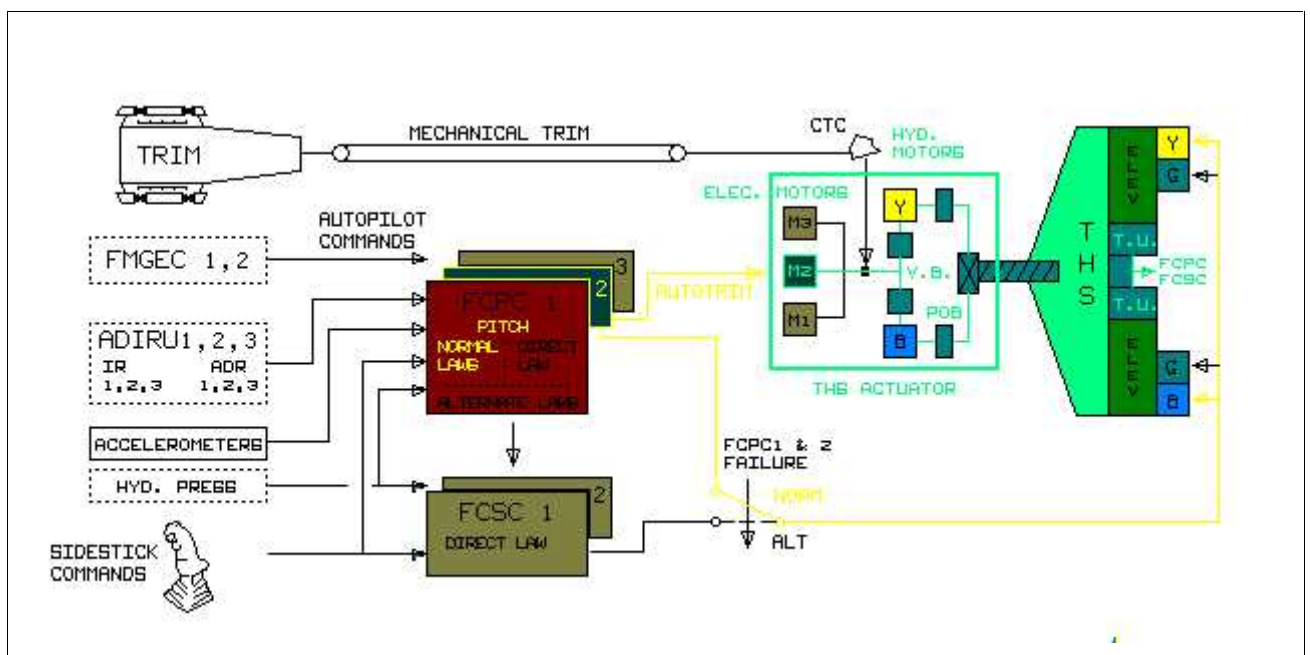 MECHANICAL TRIM
CTC
HYD.
MOTORS
TRIM
ELEC. MOTORS
AUTOPILOT
COMMANDS
FMGEC 1,2
3
2
FCPC 1
PITCH
NORMAL DIRECT
LAWS LAW
ALTERNATE LAWS
AUTOTRIM
M3
M2
M1
Y
V.B.
POB
B
THS ACTUATOR
T
H
S
ELEV
Y
G
T.U.
T.U.
FCPC
FCSC
ELEV
G
B
ADIRU1,2,3
IR ADR
1,2,3 1,2,3
ACCELEROMETERS
HYD. PRESS
SIDESTICK
COMMANDS
2
FCSC 1
DIRECT LAW
FCPC1 & 2
FAILURE
NORM
ALT